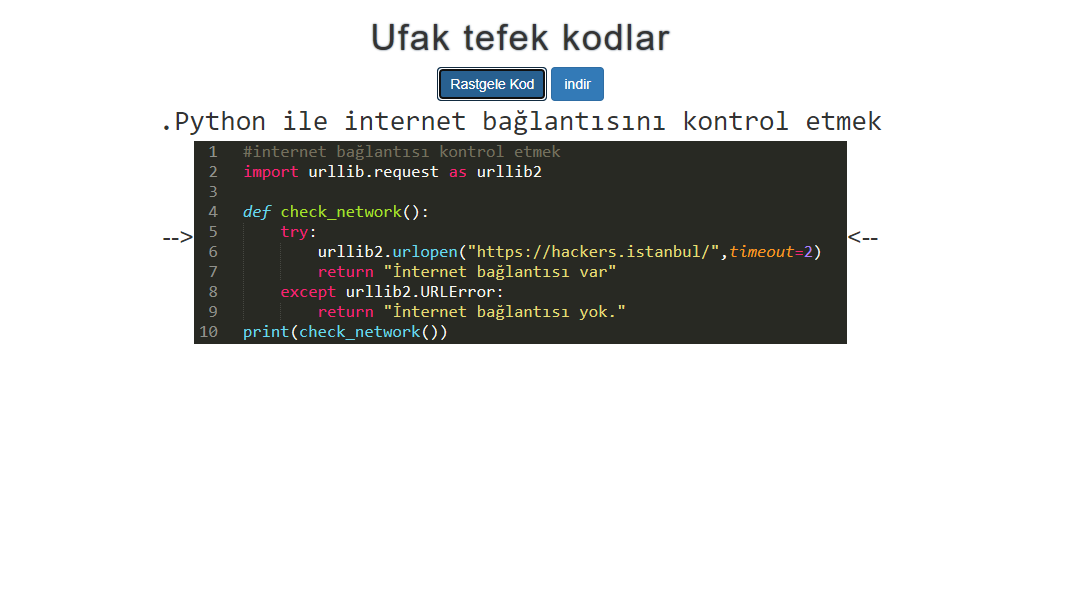 Ufak tefek kodlar
Rastgele Kod indir
.Python ile internet bağlantısını kontrol etmek
1 #internet bağlantısı kontrol etmek
2 import urllib.request as urllib2
3
4 def check_network():
--> 5 try: <--
6 urllib2.urlopen("https://hackers.istanbul/",timeout=2)
7 return "İnternet bağlantısı var"
8 except urllib2.URLError:
9 return "İnternet bağlantısı yok."
10 print(check_network())